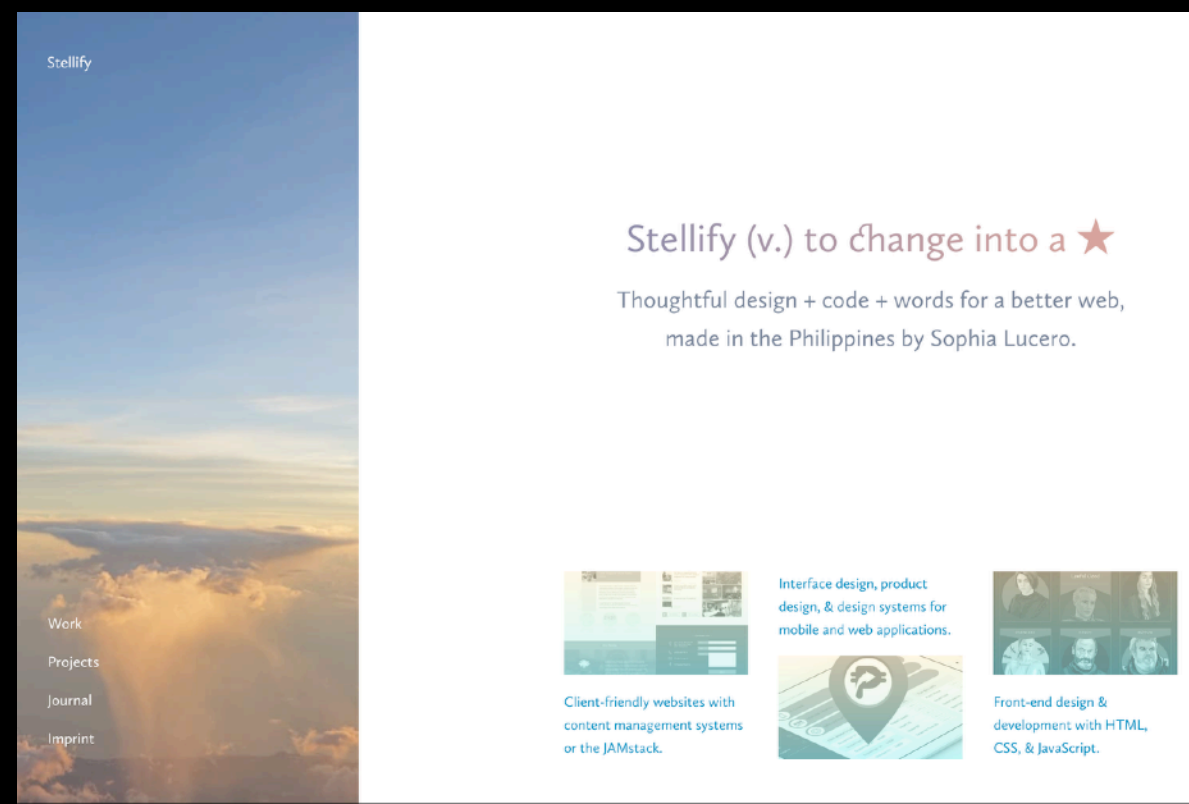 Stellify
Work
Projects
Journal
Imprint
Stellify (v.) to change into a ★
Thoughtful design + code + words for a better web,
made in the Philippines by Sophia Lucero.
Client-friendly websites with
content management systems
or the JAMstack.
Interface design, product
design, & design systems for
mobile and web applications.
Front-end design &
development with HTML,
CSS, & JavaScript.